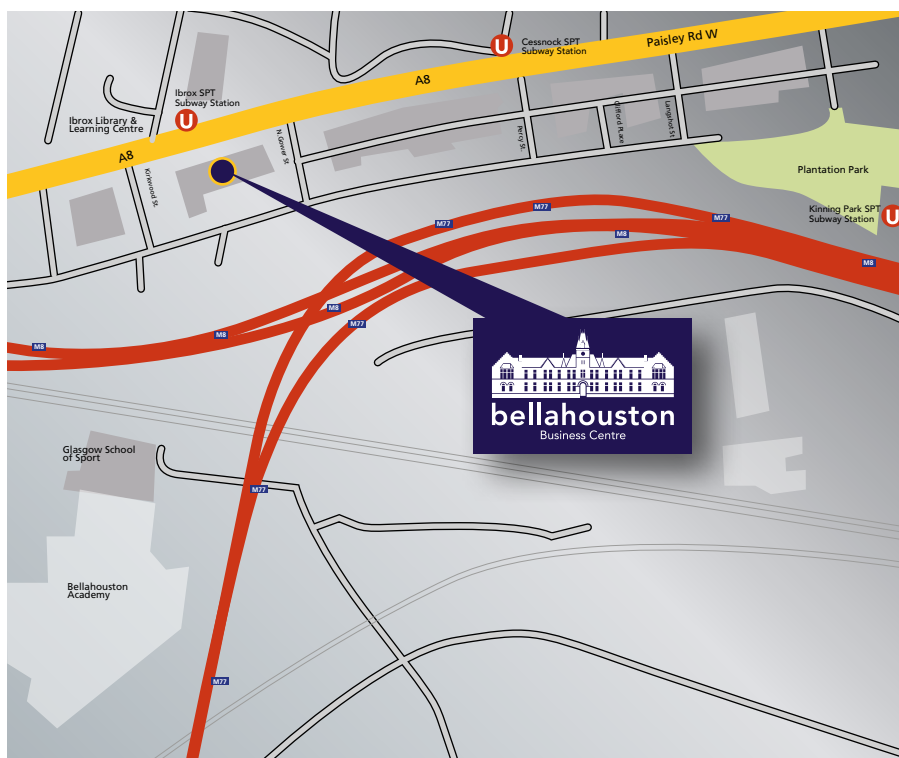 Cessnock SPT
Subway Station
Paisley Rd W
A8
Ibrox SPT
Subway Station
Ibrox Library &
Learning Centre
A8
Kirkwood St.
N.Gower St
Percy St.
Clifford Place
Langshot St.
Plantation Park
Kinning Park SPT
Subway Station
U
U
U
M77
M77
M77
M8
M8
M8
M77
M8
M8
bellahouston
Business Centre
Glasgow School
of Sport
M77
Bellahouston
Academy
M77